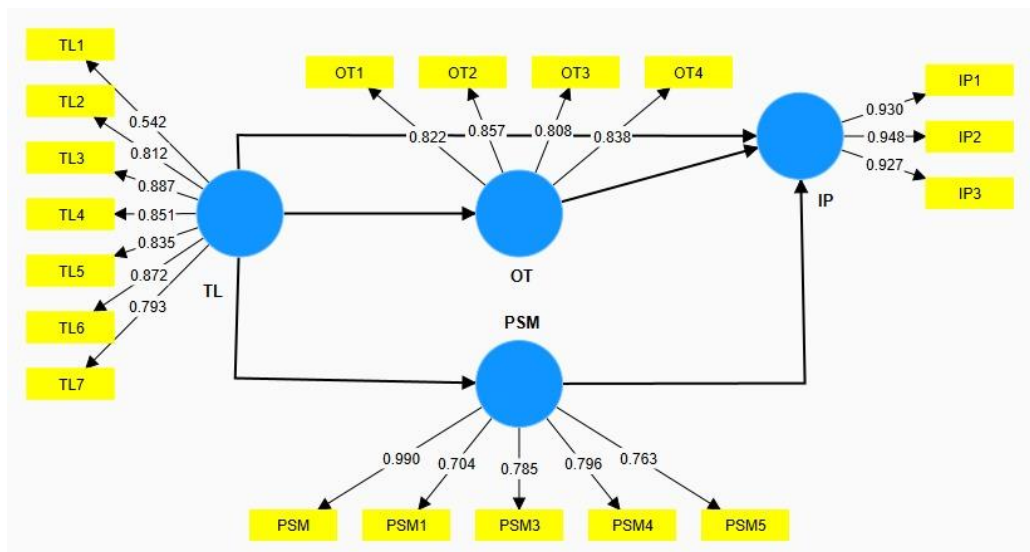 TL1
TL2
TL3
TL4
TL5
TL6
TL7
0.542
0.812
0.887
0.851
0.835
0.872
0.793
TL
OT1
OT2
OT3
OT4
0.822
0.857
0.808
0.838
OT
IP1
IP2
IP3
0.930
0.948
0.927
IP
PSM
0.990
0.704
0.785
0.796
0.763
PSM
PSM1
PSM3
PSM4
PSM5